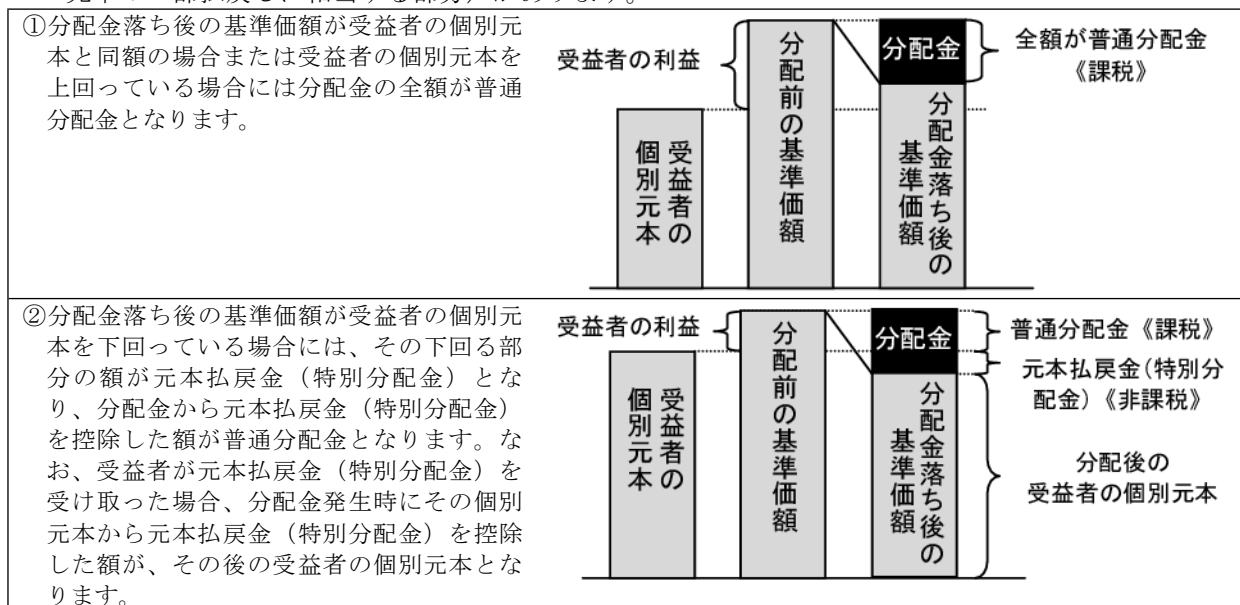 ①分配金落ち後の基準価額が受益者の個別元
本と同額の場合または受益者の個別元本を
上回っている場合には分配金の全額が普通
分配金となります。
受益者の利益
受益者の
個別元本
分配前の基準価額
分配金
分配金落ち後の
基準価額
全額が普通分配金
《課税》
②分配金落ち後の基準価額が受益者の個別元
本を下回っている場合には、その下回る部
分の額が元本払戻金（特別分配金）とな
り、分配金から元本払戻金（特別分配金）
を控除した額が普通分配金となります。な
お、受益者が元本払戻金（特別分配金）を
受け取った場合、分配金発生時にその個別
元本から元本払戻金（特別分配金）を控除
した額が、その後の受益者の個別元本とな
ります。
受益者の利益
受益者の
個別元本
分配前の基準価額
分配金
分配金落ち後の
基準価額
普通分配金《課税》
元本払戻金(特別分
配金)《非課税》
分配後の
受益者の個別元本